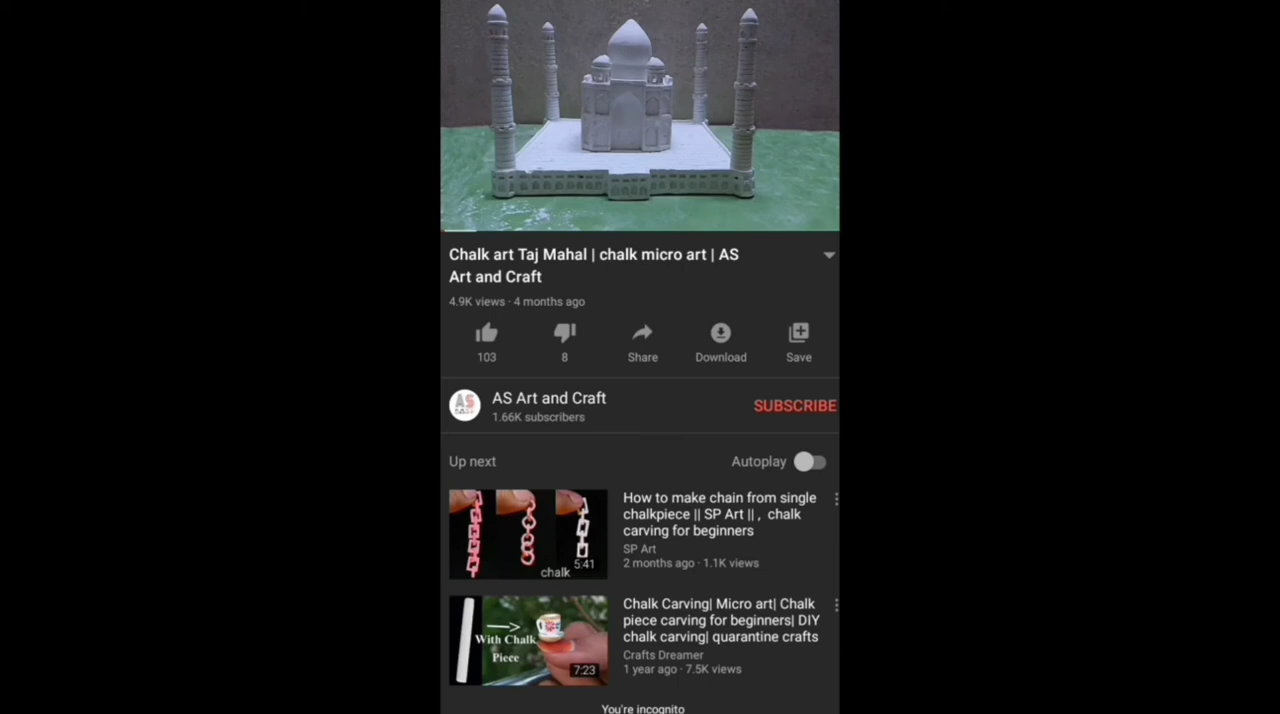 Chalk art Taj Mahal | chalk micro art | AS
Art and Craft
4.9K views · 4 months ago
103
8
Share
Download
Save
AS
AS Art and Craft
1.66K subscribers
SUBSCRIBE
Up next
Autoplay
chalk
5:41
How to make chain from single
chalkpiece || SP Art || , chalk
carving for beginners
SP Art
2 months ago · 1.1K views
With Chalk
Piece
7:23
Chalk Carving| Micro art| Chalk
piece carving for beginners| DIY
chalk carving| quarantine crafts
Crafts Dreamer
1 year ago · 7.5K views
You're incognito